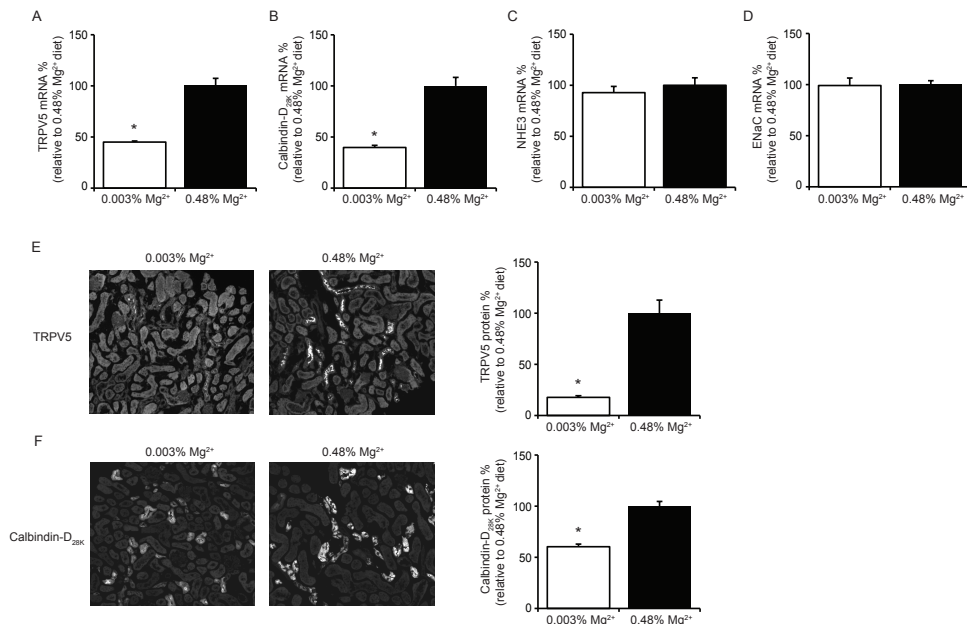 A
TRPV5 mRNA %
(relative to 0.48% Mg²⁺ diet)
150
100
50
0
*
0.003% Mg²⁺
0.48% Mg²⁺
B
Calbindin-D₂₈ₖ mRNA %
(relative to 0.48% Mg²⁺ diet)
150
100
50
0
*
0.003% Mg²⁺
0.48% Mg²⁺
C
NHE3 mRNA %
(relative to 0.48% Mg²⁺ diet)
150
100
50
0
0.003% Mg²⁺
0.48% Mg²⁺
D
ENaC mRNA %
(relative to 0.48% Mg²⁺ diet)
150
100
50
0
0.003% Mg²⁺
0.48% Mg²⁺
E
0.003% Mg²⁺
0.48% Mg²⁺
TRPV5
TRPV5 protein %
(relative to 0.48% Mg²⁺ diet)
150
100
50
0
*
0.003% Mg²⁺
0.48% Mg²⁺
F
0.003% Mg²⁺
0.48% Mg²⁺
Calbindin-D₂₈ₖ
Calbindin-D₂₈ₖ protein %
(relative to 0.48% Mg²⁺ diet)
150
100
50
0
*
0.003% Mg²⁺
0.48% Mg²⁺